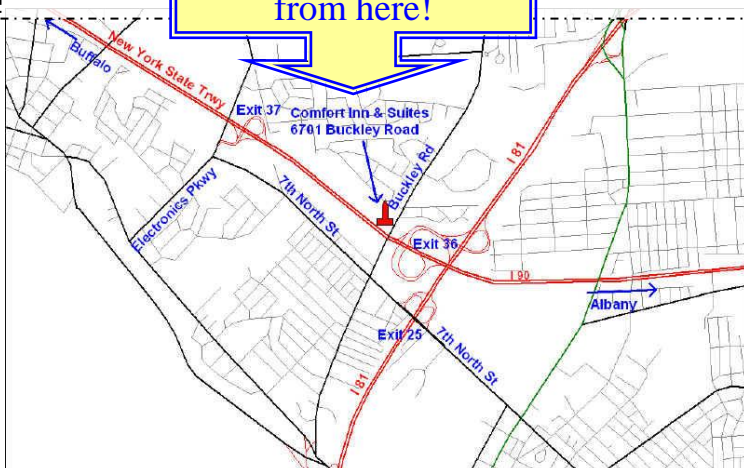 from here!
New York State Trwy
Buffalo
Exit 37
Comfort Inn & Suites
6701 Buckley Road
I 81
Buckley Rd
7th North St
Electronics Pkwy
Exit 36
I 90
Albany
Exit 25
7th North St
I 81